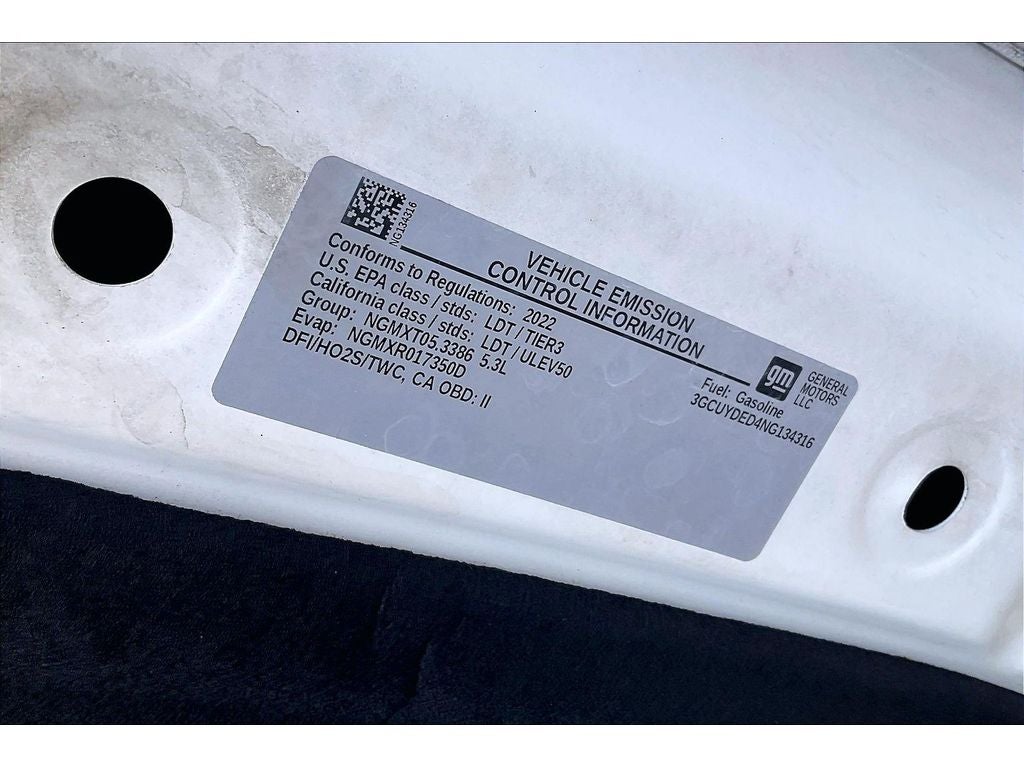 NG134316
VEHICLE EMISSION
CONTROL INFORMATION
Conforms to Regulations: 2022
U.S. EPA class / stds: LDT / TIER3
California class / stds: LDT / ULEV50
Group: NGMXT05.3386 5.3L
Evap: NGMXR017350D
DFI/HO2S/TWC, CA OBD: II
gm
GENERAL
MOTORS
LLC
Fuel: Gasoline
3GCUYDED4NG134316